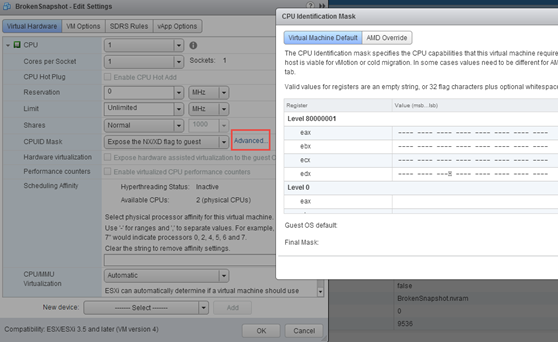 BrokenSnapshot - Edit Settings
Virtual Hardware
VM Options
SDRS Rules
vApp Options
CPU
1
Cores per Socket
1
Sockets: 1
CPU Hot Plug
Enable CPU Hot Add
Reservation
0
MHz
Limit
Unlimited
MHz
Shares
Normal
1000
CPUID Mask
Expose the NX/XD flag to guest
Advanced...
Hardware virtualization
Expose hardware assisted virtualization to the guest O
Performance counters
Enable virtualized CPU performance counters
Scheduling Affinity
Hyperthreading Status: Inactive
Available CPUs: 2 (physical CPUs)
Select physical processor affinity for this virtual machine.
Use '-' for ranges and ',' to separate values. For example,
7" would indicate processors 0, 2, 4, 5, 6 and 7.
Clear the string to remove affinity settings.
CPU/MMU
Virtualization
Automatic
ESXi can automatically determine if a virtual machine should use
New device:
------- Select -------
Add
Compatibility: ESX/ESXi 3.5 and later (VM version 4)
OK
Cancel
CPU Identification Mask
Virtual Machine Default
AMD Override
The CPU Identification mask specifies the CPU capabilities that this virtual machine require
host is viable for vMotion or cold migration. In some cases values need to be different for AM
tab.
Valid values for registers are an empty string, or 32 flag characters plus optional whitespace
Register
Value (msb...lsb)
Level 80000001
eax
---- ---- ---- ---- ---- ---- ---- ----
ebx
---- ---- ---- ---- ---- ---- ---- ----
ecx
---- ---- ---- ---- ---- ---- ---- ----
edx
---- ---- ---H ---- ---- ---- ---- ----
Level 0
eax
ebx
Guest OS default:
Final Mask:
false
BrokenSnapshot.nvram
0
9536